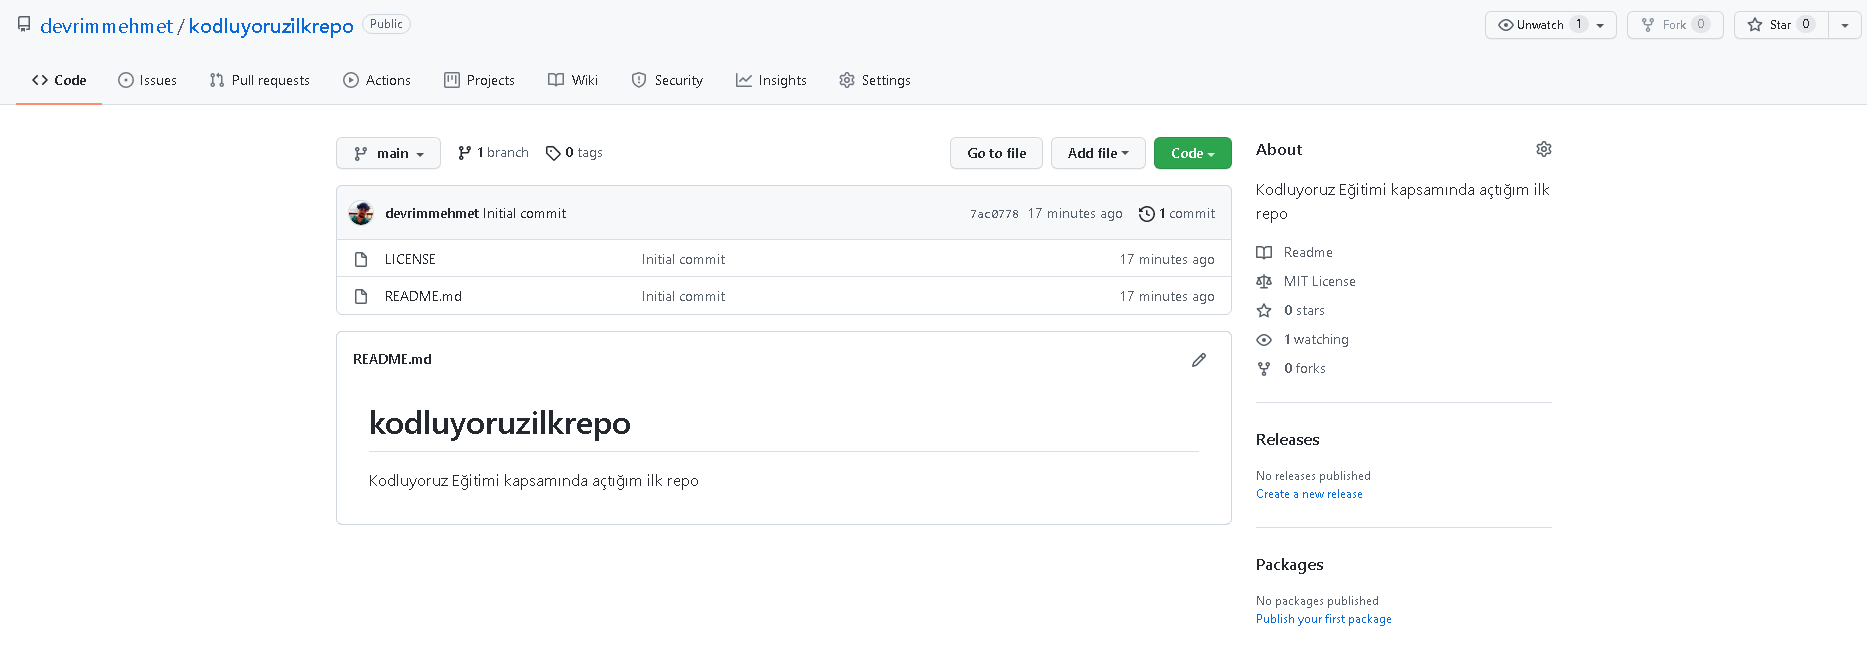 devrimmehmet / kodluyoruzilkrepo Public
Unwatch 1 Fork 0 Star 0
Code Issues Pull requests Actions Projects Wiki Security Insights Settings
main 1 branch 0 tags Go to file Add file Code
devrimmehmet Initial commit 7ac0778 17 minutes ago 1 commit
LICENSE Initial commit 17 minutes ago
README.md Initial commit 17 minutes ago
README.md
kodluyoruzilkrepo
Kodluyoruz Eğitimi kapsamında açtığım ilk repo
About
Kodluyoruz Eğitimi kapsamında açtığım ilk
repo
Readme
MIT License
0 stars
1 watching
0 forks
Releases
No releases published
Create a new release
Packages
No packages published
Publish your first package